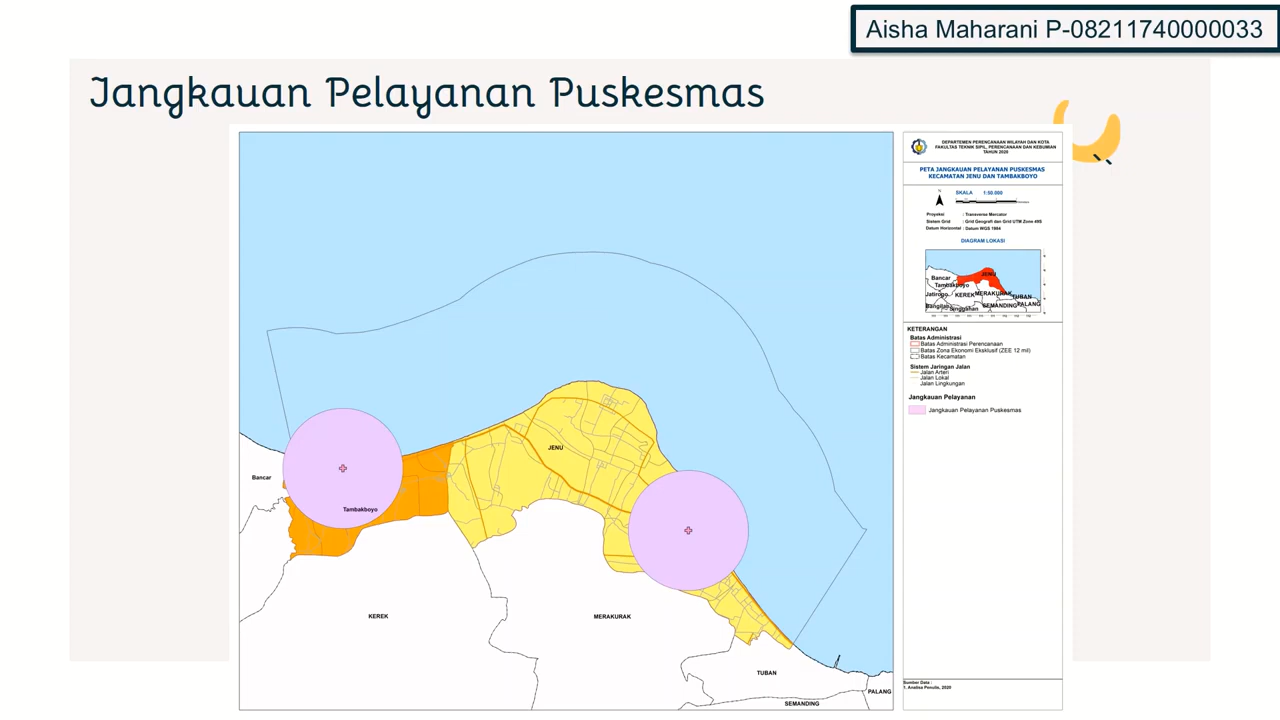 Aisha Maharani P-08211740000033
Jangkauan Pelayanan Puskesmas
DEPARTEMEN PERENCANAAN WILAYAH DAN KOTA
FAKULTAS TEKNIK SIPIL, PERENCANAAN DAN KEBUMIAN
TAHUN 2020
PETA JANGKAUAN PELAYANAN PUSKESMAS
KECAMATAN JENU DAN TAMBAKBOYO
SKALA 1:50.000
Proyeksi : Transverse Mercator
Sistem Grid : Grid Geografi dan Grid UTM Zone 49S
Datum Horizontal : Datum WGS 1984
DIAGRAM LOKASI
JENU
Bancar
Tambakboyo
Jatirogo
KEREK
MERAKURAK
TUBAN
SEMANDING
PALANG
KETERANGAN
Batas Administrasi
Batas Administrasi Perencanaan
Batas Zona Ekonomi Eksklusif (ZEE 12 mil)
Batas Kecamatan
Sistem Jaringan Jalan
Jalan Arteri
Jalan Lokal
Jalan Lingkungan
Jangkauan Pelayanan
Jangkauan Pelayanan Puskesmas
Sumber Data :
1. Analisa Penulis, 2020
JENU
Bancar
Tambakboyo
KEREK
MERAKURAK
TUBAN
PALANG
SEMANDING